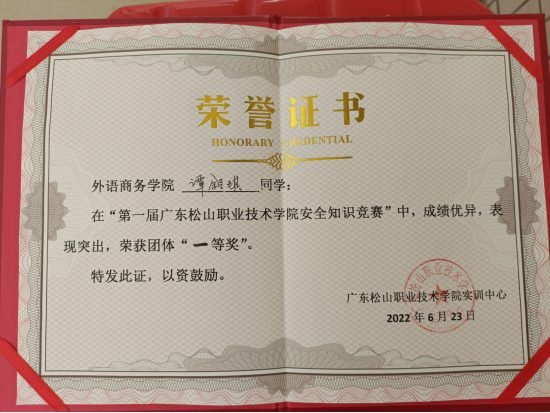 荣誉证书
HONORARY CREDENTIAL
外语商务学院 谭 琪 同学：
在“第一届广东松山职业技术学院安全知识竞赛”中，成绩优异，表
现突出，荣获团体“一等奖”。
特发此证，以资鼓励。
广东松山职业技术学院实训中心
2022年6月23日